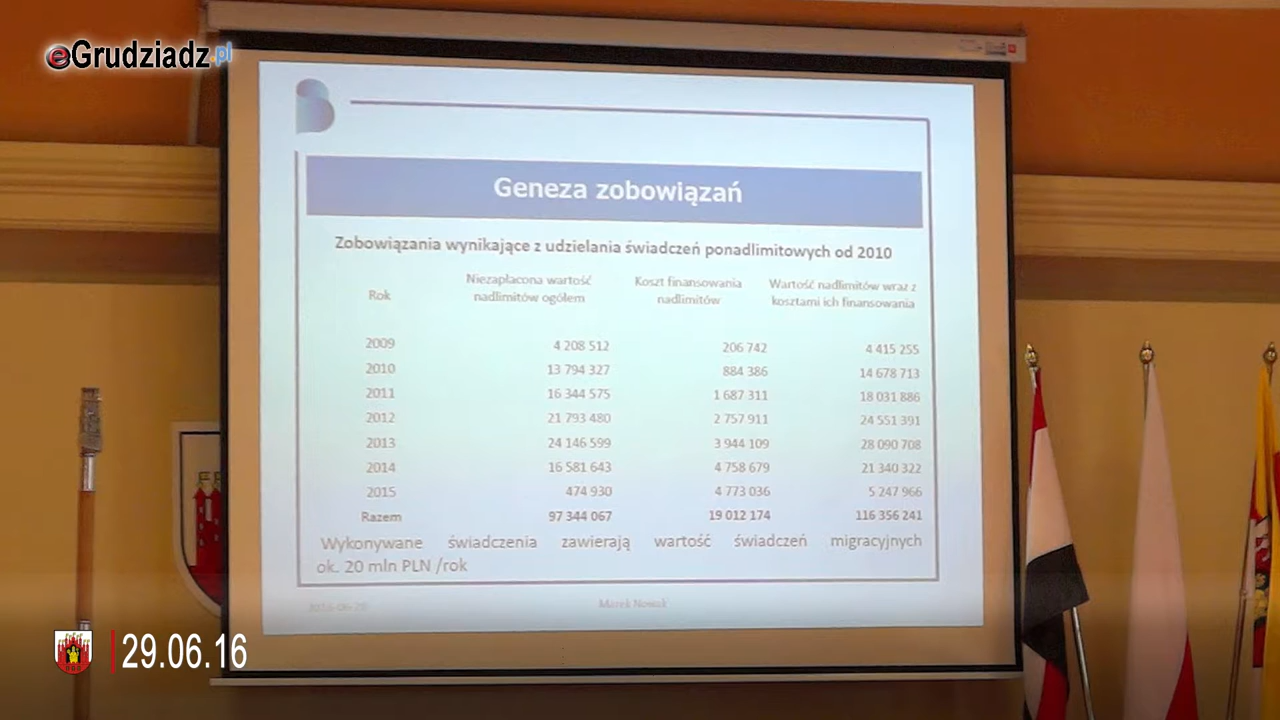 eGrudziadz.pl
Geneza zobowiązań
Zobowiązania wynikające z udzielania świadczeń ponadlimitowych od 2010
Rok Niezapłacona wartość nadlimitów ogółem Koszt finansowania nadlimitów Wartość nadlimitów wraz z kosztami ich finansowania
2009 4 208 512 206 742 4 415 255
2010 13 794 327 884 386 14 678 713
2011 16 344 575 1 687 311 18 031 886
2012 21 793 480 2 757 911 24 551 391
2013 24 146 599 3 944 109 28 090 708
2014 16 581 643 4 758 679 21 340 322
2015 474 930 4 773 036 5 247 966
Razem 97 344 067 19 012 174 116 356 241
Wykonywane świadczenia zawierają wartość świadczeń migracyjnych
ok. 20 mln PLN /rok
Marek Nowak
29.06.16